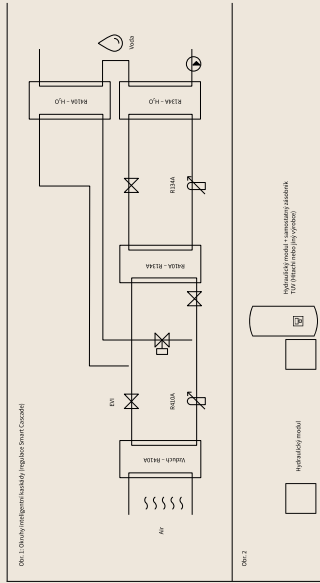 Obr. 1: Okruhy inteligentní kaskády (regulace Smart Cascade)
Air
Vzduch–R410A
EVI
R410A
R410A – R134A
R134A
R410A – H₂O
R134A – H₂O
Voda
Obr. 2
Hydraulický modul
Hydraulický modul + samostatný zásobník
TUV (Hitachi nebo jiný výrobce)